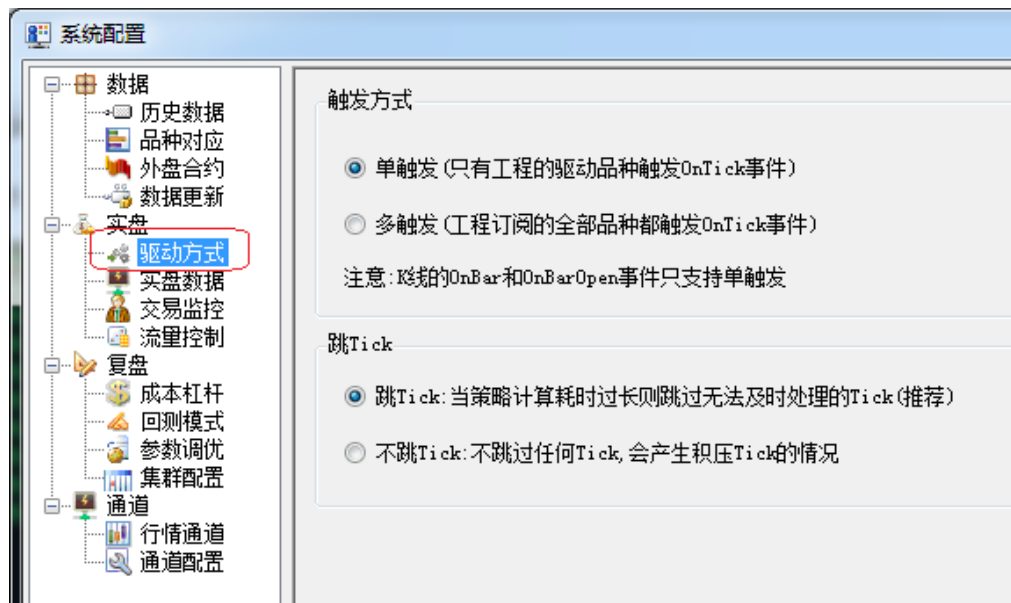 系统配置
数据
历史数据
品种对应
外盘合约
数据更新
实盘
驱动方式
实盘数据
交易监控
流量控制
复盘
成本杠杆
回测模式
参数调优
集群配置
通道
行情通道
通道配置
触发方式
单触发(只有工程的驱动品种触发OnTick事件)
多触发(工程订阅的全部品种都触发OnTick事件)
注意:K线的OnBar和OnBarOpen事件只支持单触发
跳Tick
跳Tick:当策略计算耗时过长则跳过无法及时处理的Tick(推荐)
不跳Tick:不跳过任何Tick,会产生积压Tick的情况